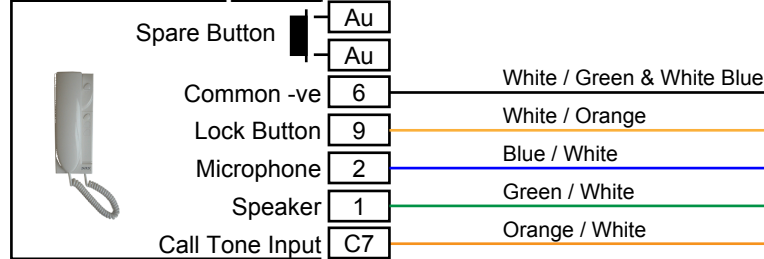 Au
Spare Button
Au
Common -ve 6 White / Green & White Blue
Lock Button 9 White / Orange
Microphone 2 Blue / White
Speaker 1 Green / White
Call Tone Input C7 Orange / White